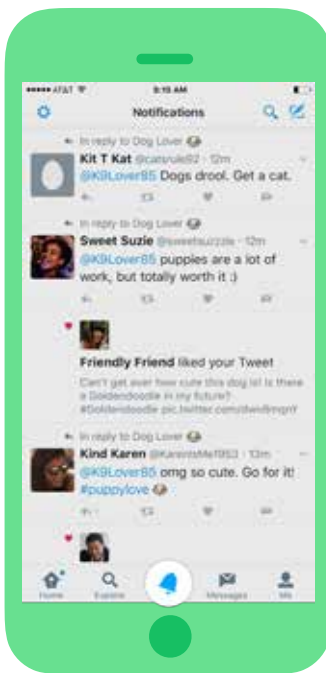 AT&T 9:15 AM
Notifications
In reply to Dog Lover
Kit T Kat @catsrule92 · 12m
@K9Lover85 Dogs drool. Get a cat.
In reply to Dog Lover
Sweet Suzie @sweetsuzzzie · 12m
@K9Lover85 puppies are a lot of
work, but totally worth it :)
Friendly Friend liked your Tweet
Can't get over how cute this dog is! Is there
a Goldendoodle in my future?
#Goldendoodle
In reply to Dog Lover
Kind Karen · 13m
@K9Lover85 omg so cute. Go for it!
#puppylove
Home
Explore
Messages
Me